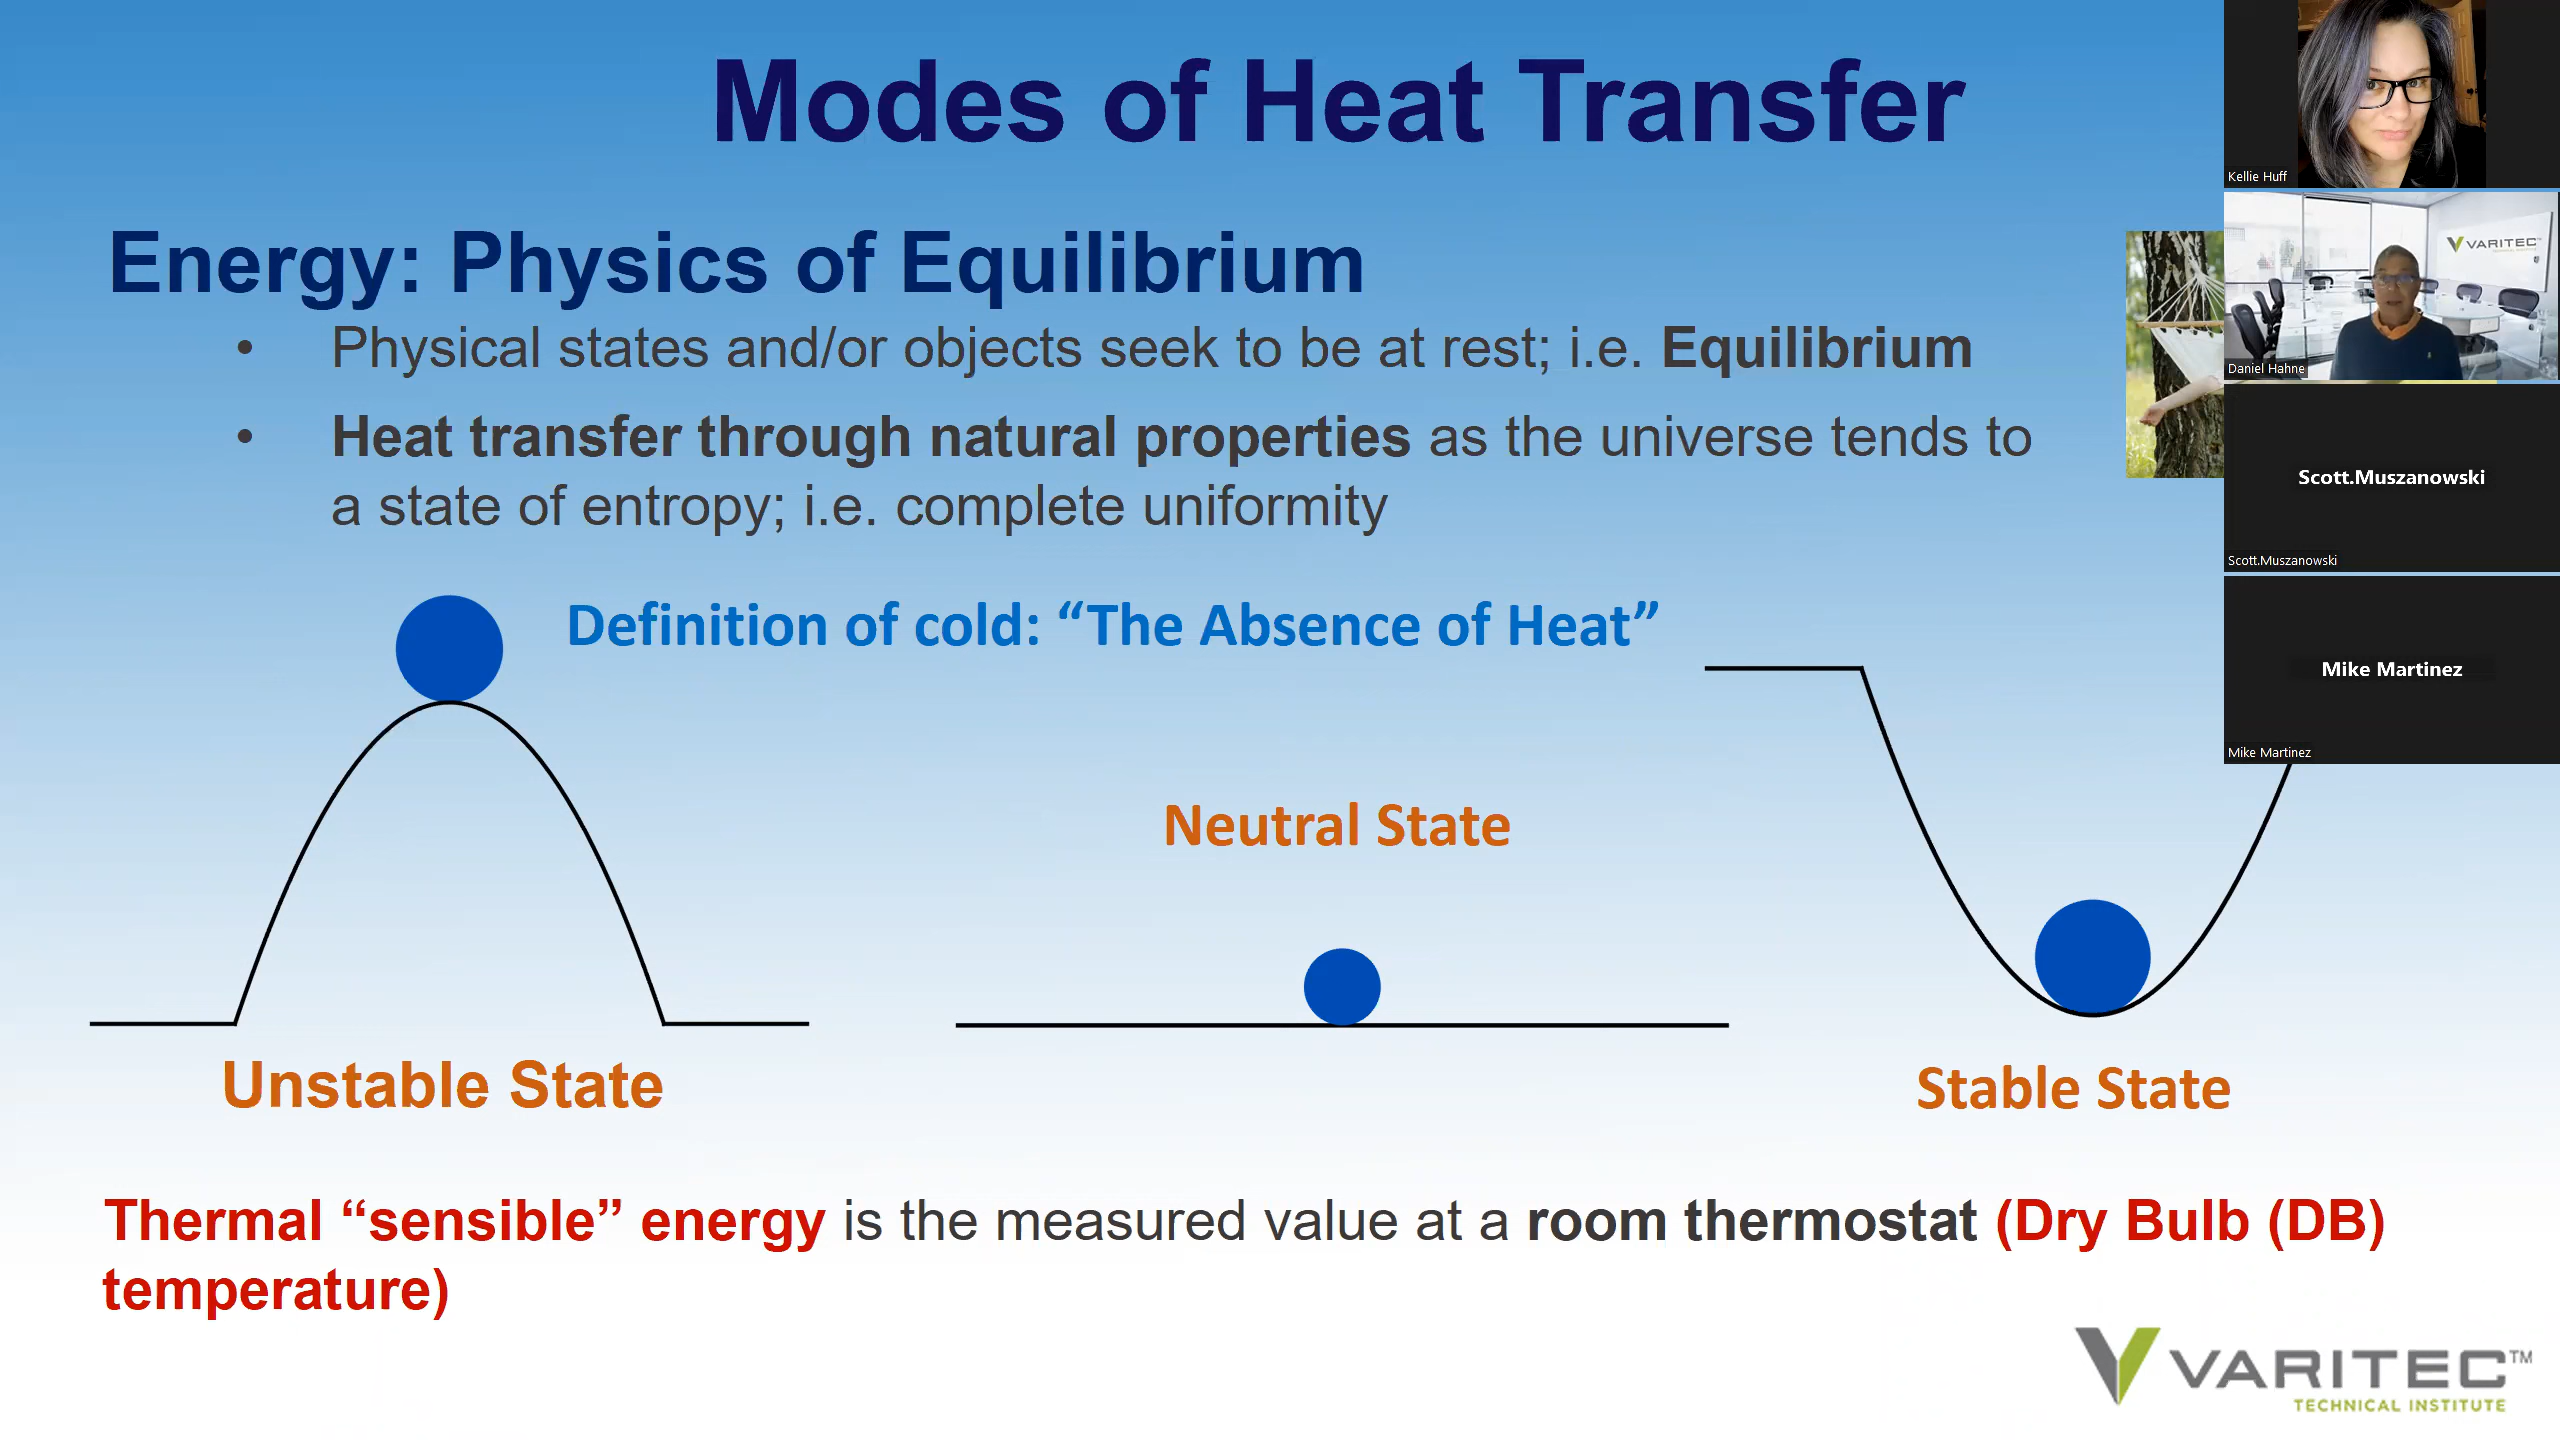 Modes of Heat Transfer
Energy: Physics of Equilibrium
• Physical states and/or objects seek to be at rest; i.e. Equilibrium
• Heat transfer through natural properties as the universe tends to
a state of entropy; i.e. complete uniformity
Definition of cold: “The Absence of Heat”
Neutral State
Unstable State
Stable State
Thermal “sensible” energy is the measured value at a room thermostat (Dry Bulb (DB)
temperature)
VARITEC™
TECHNICAL INSTITUTE
Kellie Huff
VARITEC
Daniel Hahne
Scott.Muszanowski
Scott.Muszanowski
Mike Martinez
Mike Martinez